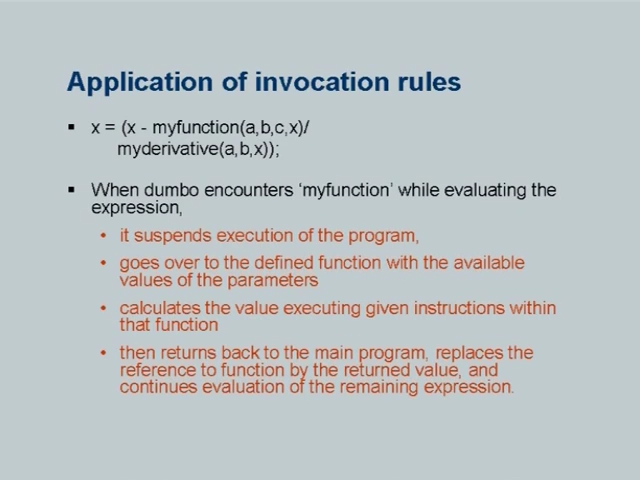 Application of invocation rules
▪ x = (x - myfunction(a,b,c,x)/
myderivative(a,b,x));
▪ When dumbo encounters ‘myfunction’ while evaluating the
expression,
• it suspends execution of the program,
• goes over to the defined function with the available
values of the parameters
• calculates the value executing given instructions within
that function
• then returns back to the main program, replaces the
reference to function by the returned value, and
continues evaluation of the remaining expression.